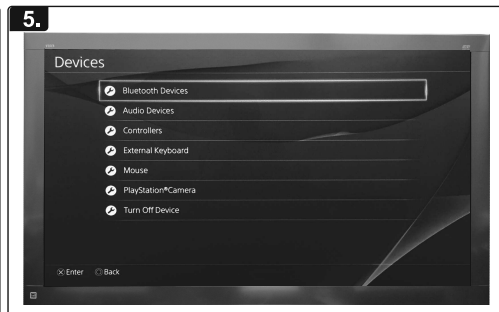 5.
Devices
Bluetooth Devices
Audio Devices
Controllers
External Keyboard
Mouse
PlayStation®Camera
Turn Off Device
Enter Back